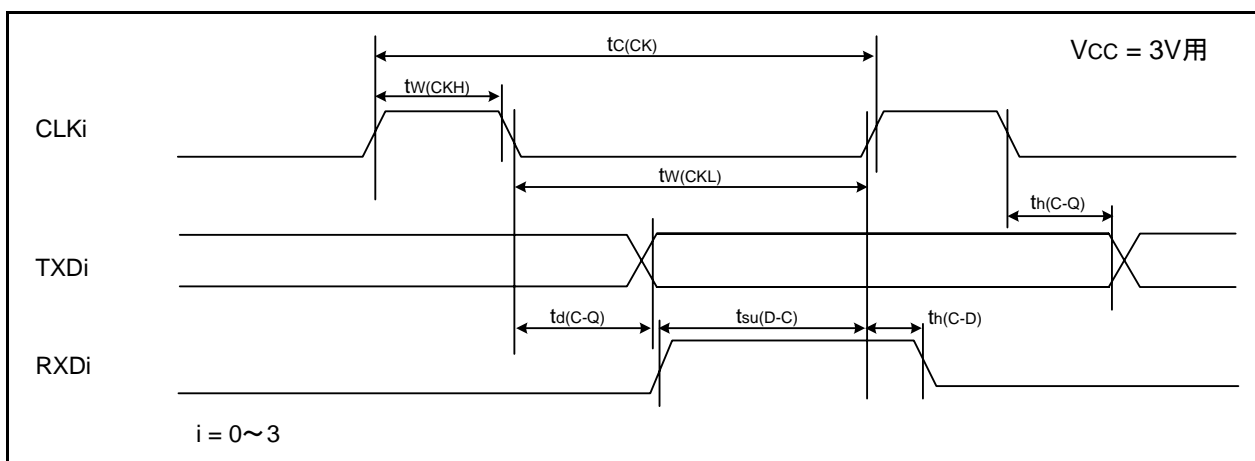 tC(CK)
VCC = 3V用
tW(CKH)
CLKi
tW(CKL)
th(C-Q)
TXDi
td(C-Q)
tsu(D-C)
th(C-D)
RXDi
i = 0～3